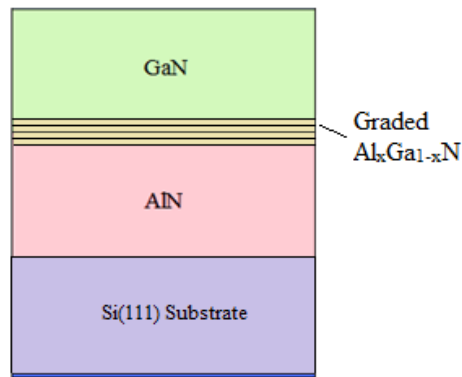 GaN
Graded
AlₓGa₁₋ₓN
AlN
Si(111) Substrate